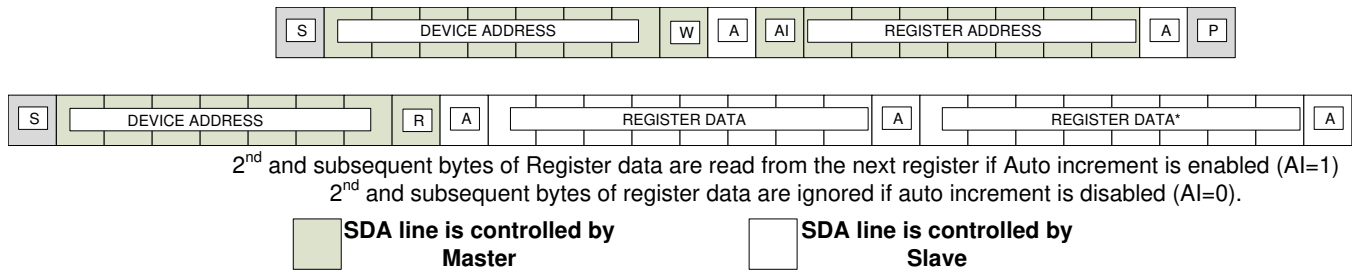 S DEVICE ADDRESS W A AI REGISTER ADDRESS A P
S DEVICE ADDRESS R A REGISTER DATA A REGISTER DATA* A
2nd and subsequent bytes of Register data are read from the next register if Auto increment is enabled (AI=1)
2nd and subsequent bytes of register data are ignored if auto increment is disabled (AI=0).
SDA line is controlled by
Master
SDA line is controlled by
Slave